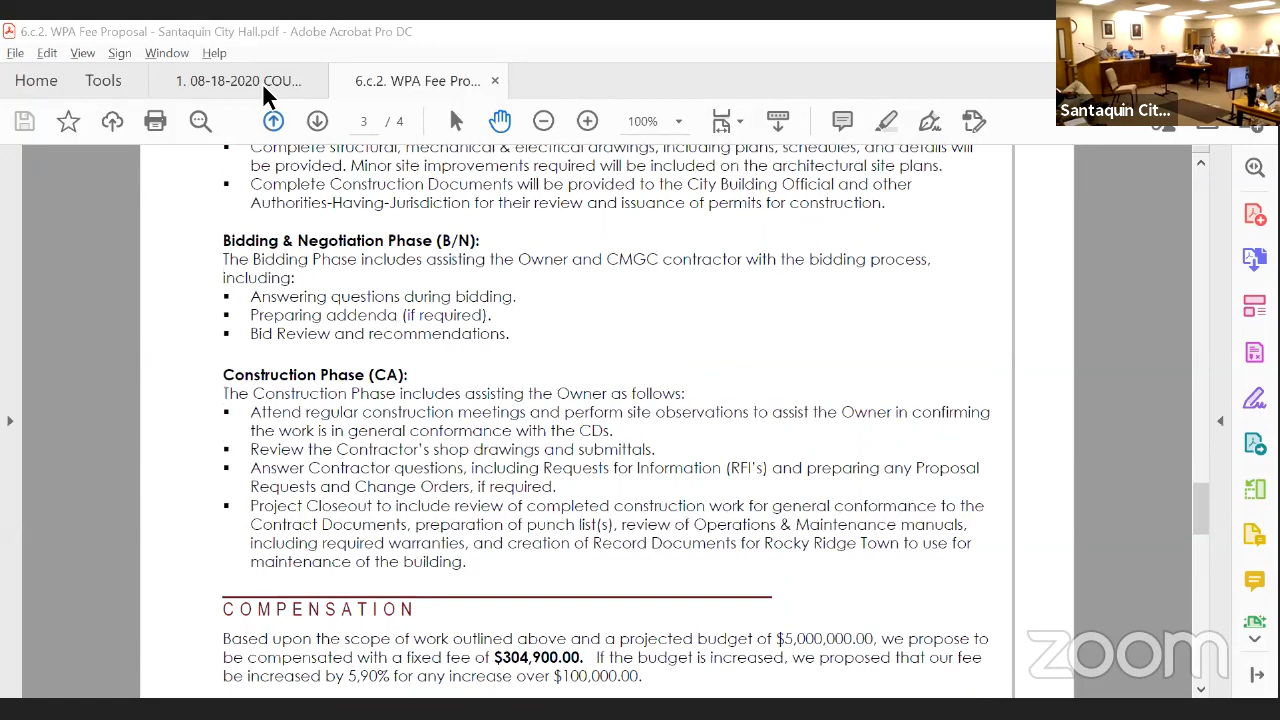 6.c.2. WPA Fee Proposal - Santaquin City Hall.pdf - Adobe Acrobat Pro DC
File Edit View Sign Window Help
Home Tools 1. 08-18-2020 COU... 6.c.2. WPA Fee Pro... ×
Santaquin Cit...
3 / 4 100%
Complete structural, mechanical & electrical drawings, including plans, schedules, and details will
be provided. Minor site improvements required will be included on the architectural site plans.
▪ Complete Construction Documents will be provided to the City Building Official and other
Authorities-Having-Jurisdiction for their review and issuance of permits for construction.
Bidding & Negotiation Phase (B/N):
The Bidding Phase includes assisting the Owner and CMGC contractor with the bidding process,
including:
▪ Answering questions during bidding.
▪ Preparing addenda (if required).
▪ Bid Review and recommendations.
Construction Phase (CA):
The Construction Phase includes assisting the Owner as follows:
▪ Attend regular construction meetings and perform site observations to assist the Owner in confirming
the work is in general conformance with the CDs.
▪ Review the Contractor's shop drawings and submittals.
▪ Answer Contractor questions, including Requests for Information (RFI's) and preparing any Proposal
Requests and Change Orders, if required.
▪ Project Closeout to include review of completed construction work for general conformance to the
Contract Documents, preparation of punch list(s), review of Operations & Maintenance manuals,
including required warranties, and creation of Record Documents for Rocky Ridge Town to use for
maintenance of the building.
COMPENSATION
Based upon the scope of work outlined above and a projected budget of $5,000,000.00, we propose to
be compensated with a fixed fee of $304,900.00. If the budget is increased, we proposed that our fee
be increased by 5.90% for any increase over $100,000.00.
zoom